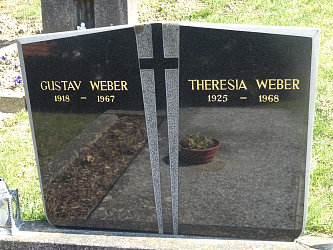 GUSTAV WEBER
1918 – 1967
THERESIA WEBER
1925 – 1968